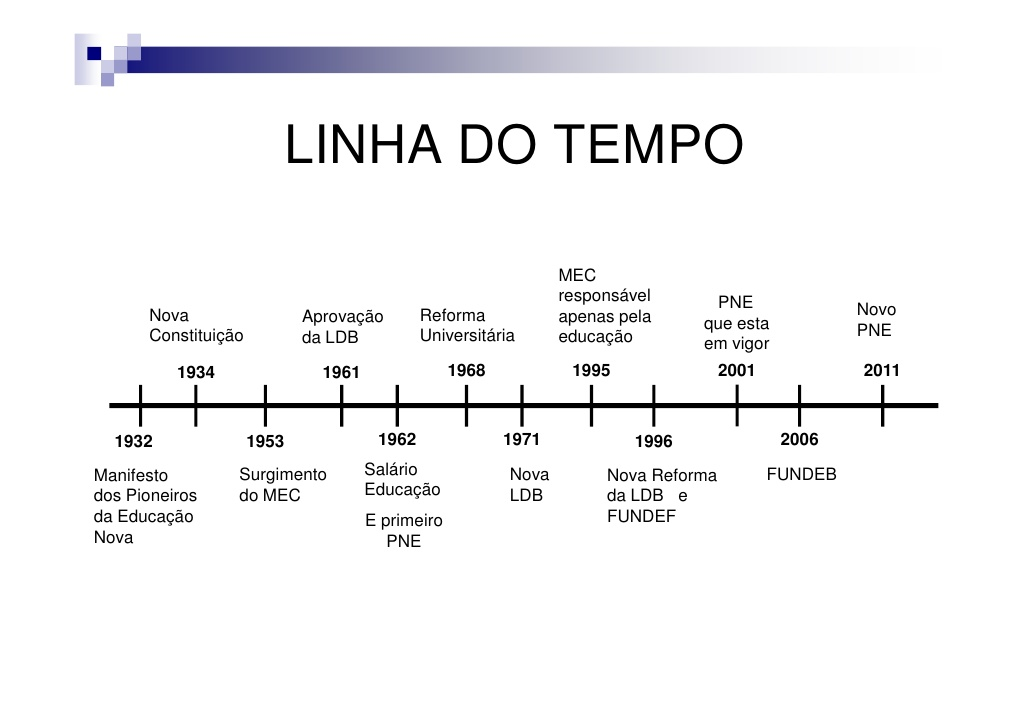 LINHA DO TEMPO
MEC
responsável
apenas pela
educação
Nova
Constituição
Aprovação
da LDB
Reforma
Universitária
PNE
que esta
em vigor
Novo
PNE
1934
1961
1968
1995
2001
2011
1932
1953
1962
1971
1996
2006
Manifesto
dos Pioneiros
da Educação
Nova
Surgimento
do MEC
Salário
Educação
E primeiro
PNE
Nova
LDB
Nova Reforma
da LDB e
FUNDEF
FUNDEB